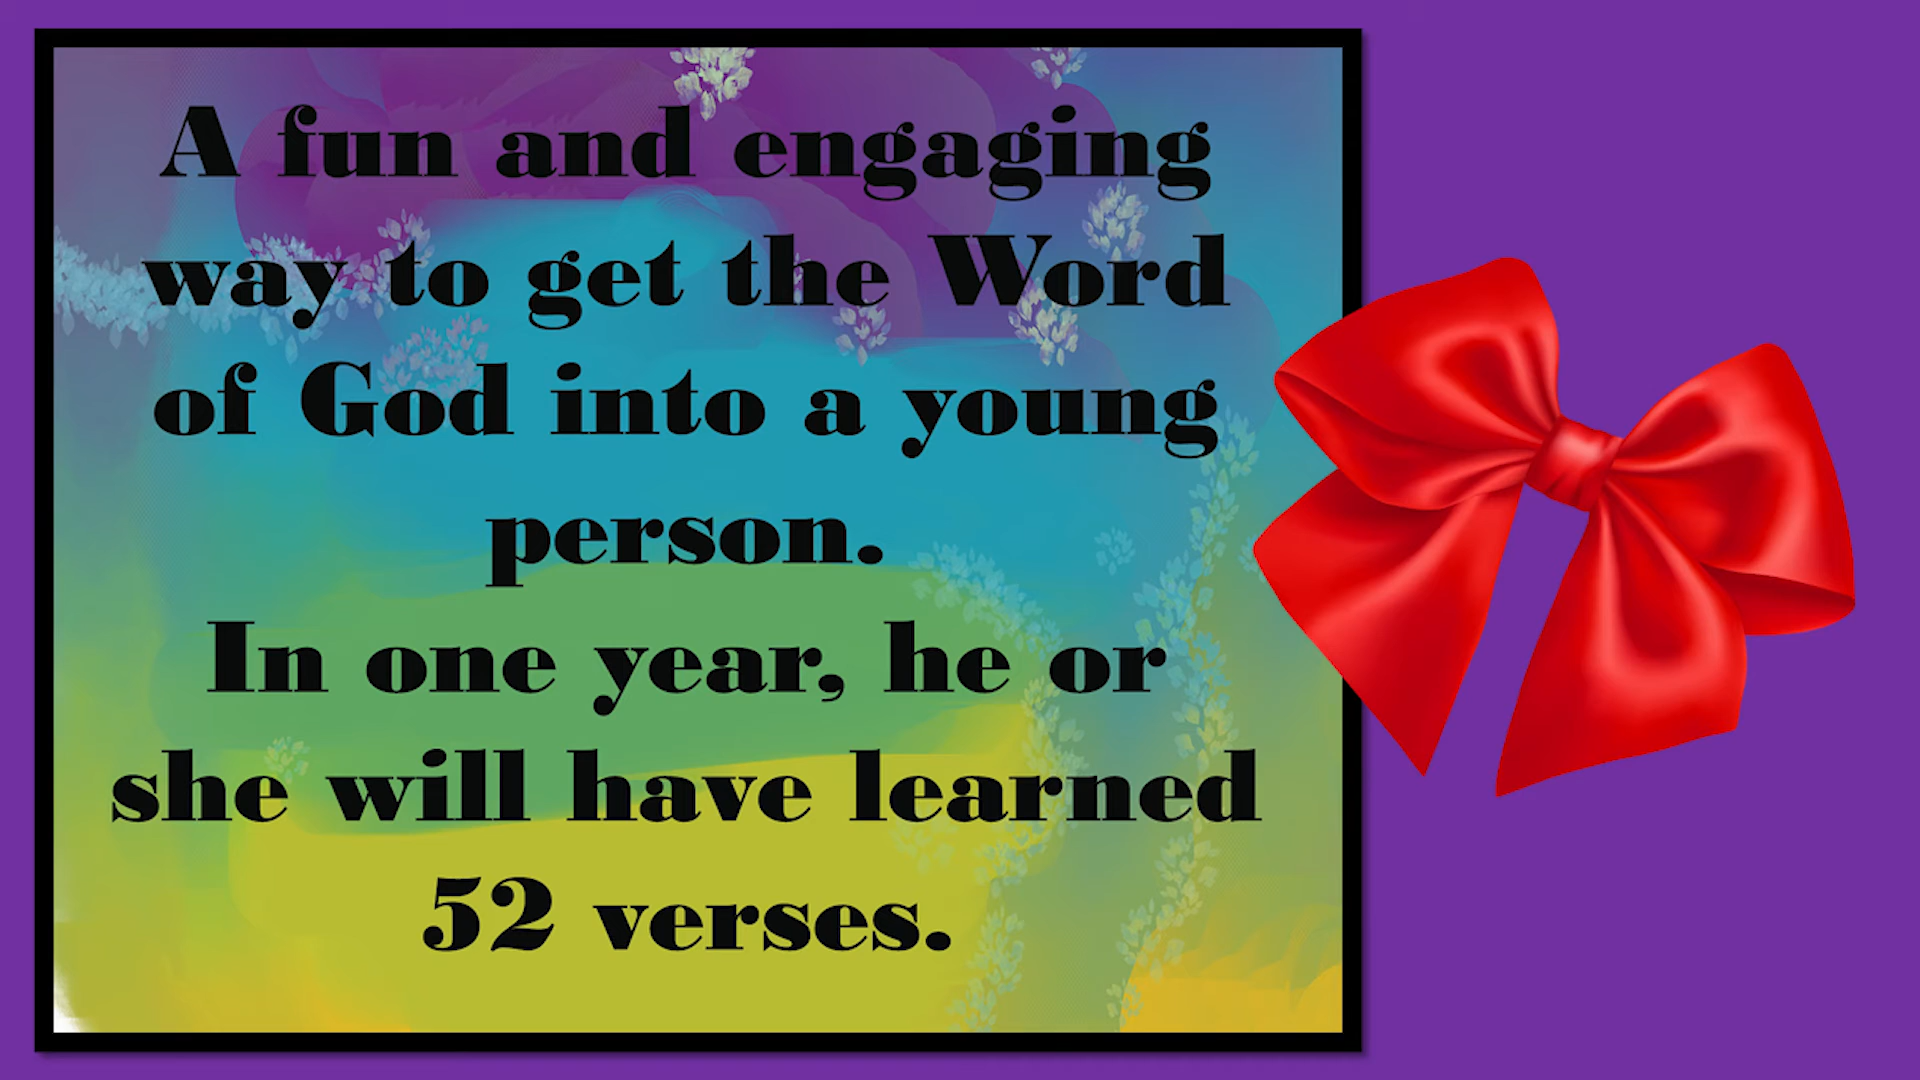 A fun and engaging
way to get the Word
of God into a young
person.
In one year, he or
she will have learned
52 verses.